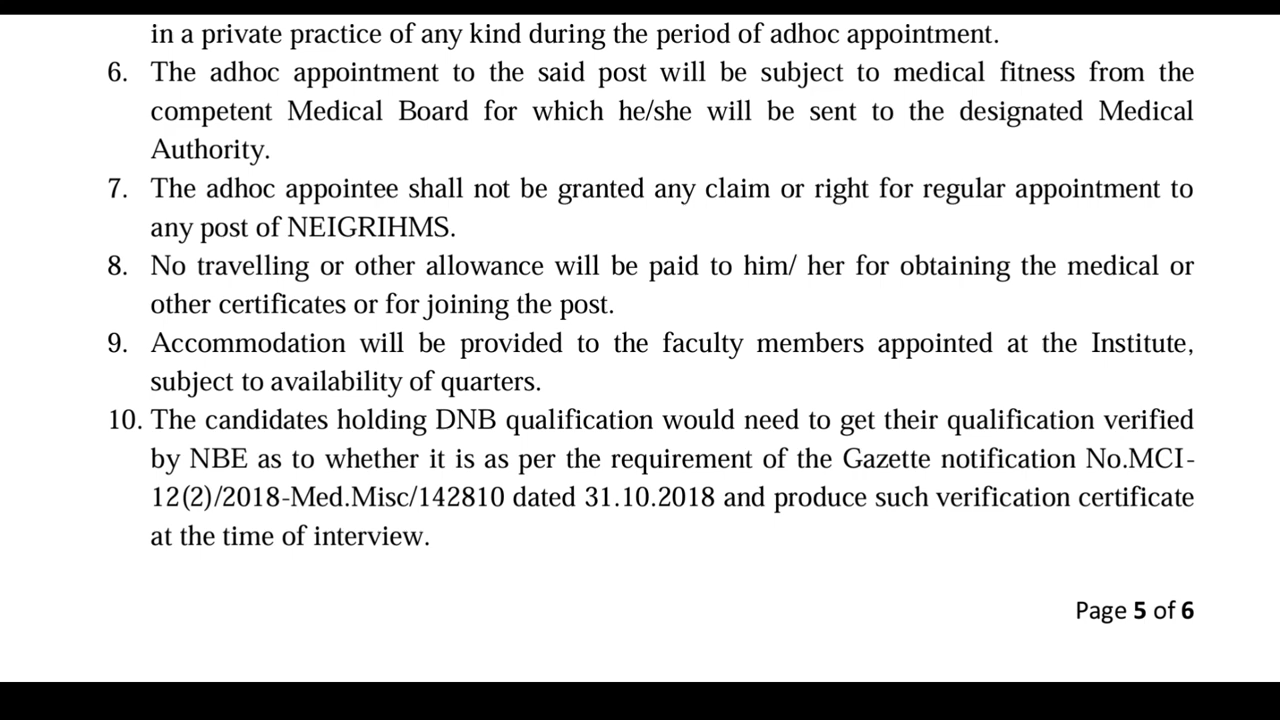 in a private practice of any kind during the period of adhoc appointment.
6. The adhoc appointment to the said post will be subject to medical fitness from the
competent Medical Board for which he/she will be sent to the designated Medical
Authority.
7. The adhoc appointee shall not be granted any claim or right for regular appointment to
any post of NEIGRIHMS.
8. No travelling or other allowance will be paid to him/ her for obtaining the medical or
other certificates or for joining the post.
9. Accommodation will be provided to the faculty members appointed at the Institute,
subject to availability of quarters.
10. The candidates holding DNB qualification would need to get their qualification verified
by NBE as to whether it is as per the requirement of the Gazette notification No.MCI-
12(2)/2018-Med.Misc/142810 dated 31.10.2018 and produce such verification certificate
at the time of interview.
Page 5 of 6